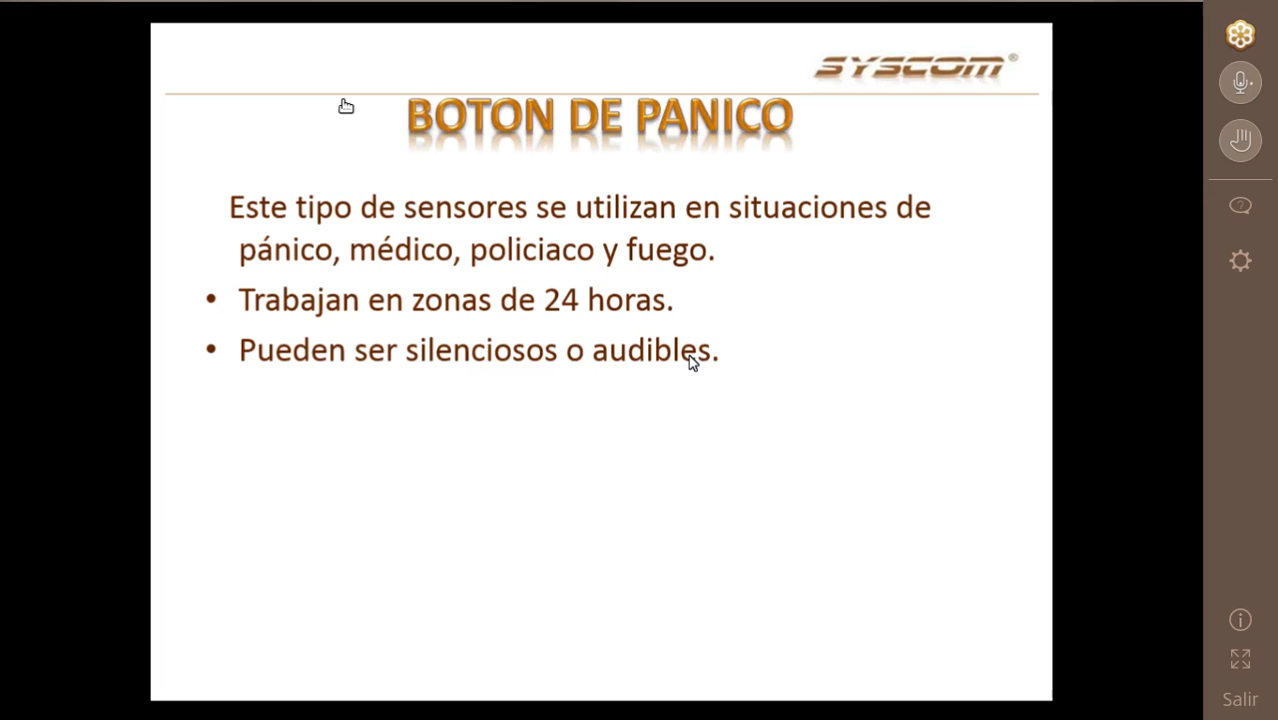 SYSCOM®
BOTON DE PANICO
Este tipo de sensores se utilizan en situaciones de
pánico, médico, policiaco y fuego.
• Trabajan en zonas de 24 horas.
• Pueden ser silenciosos o audibles.
Salir